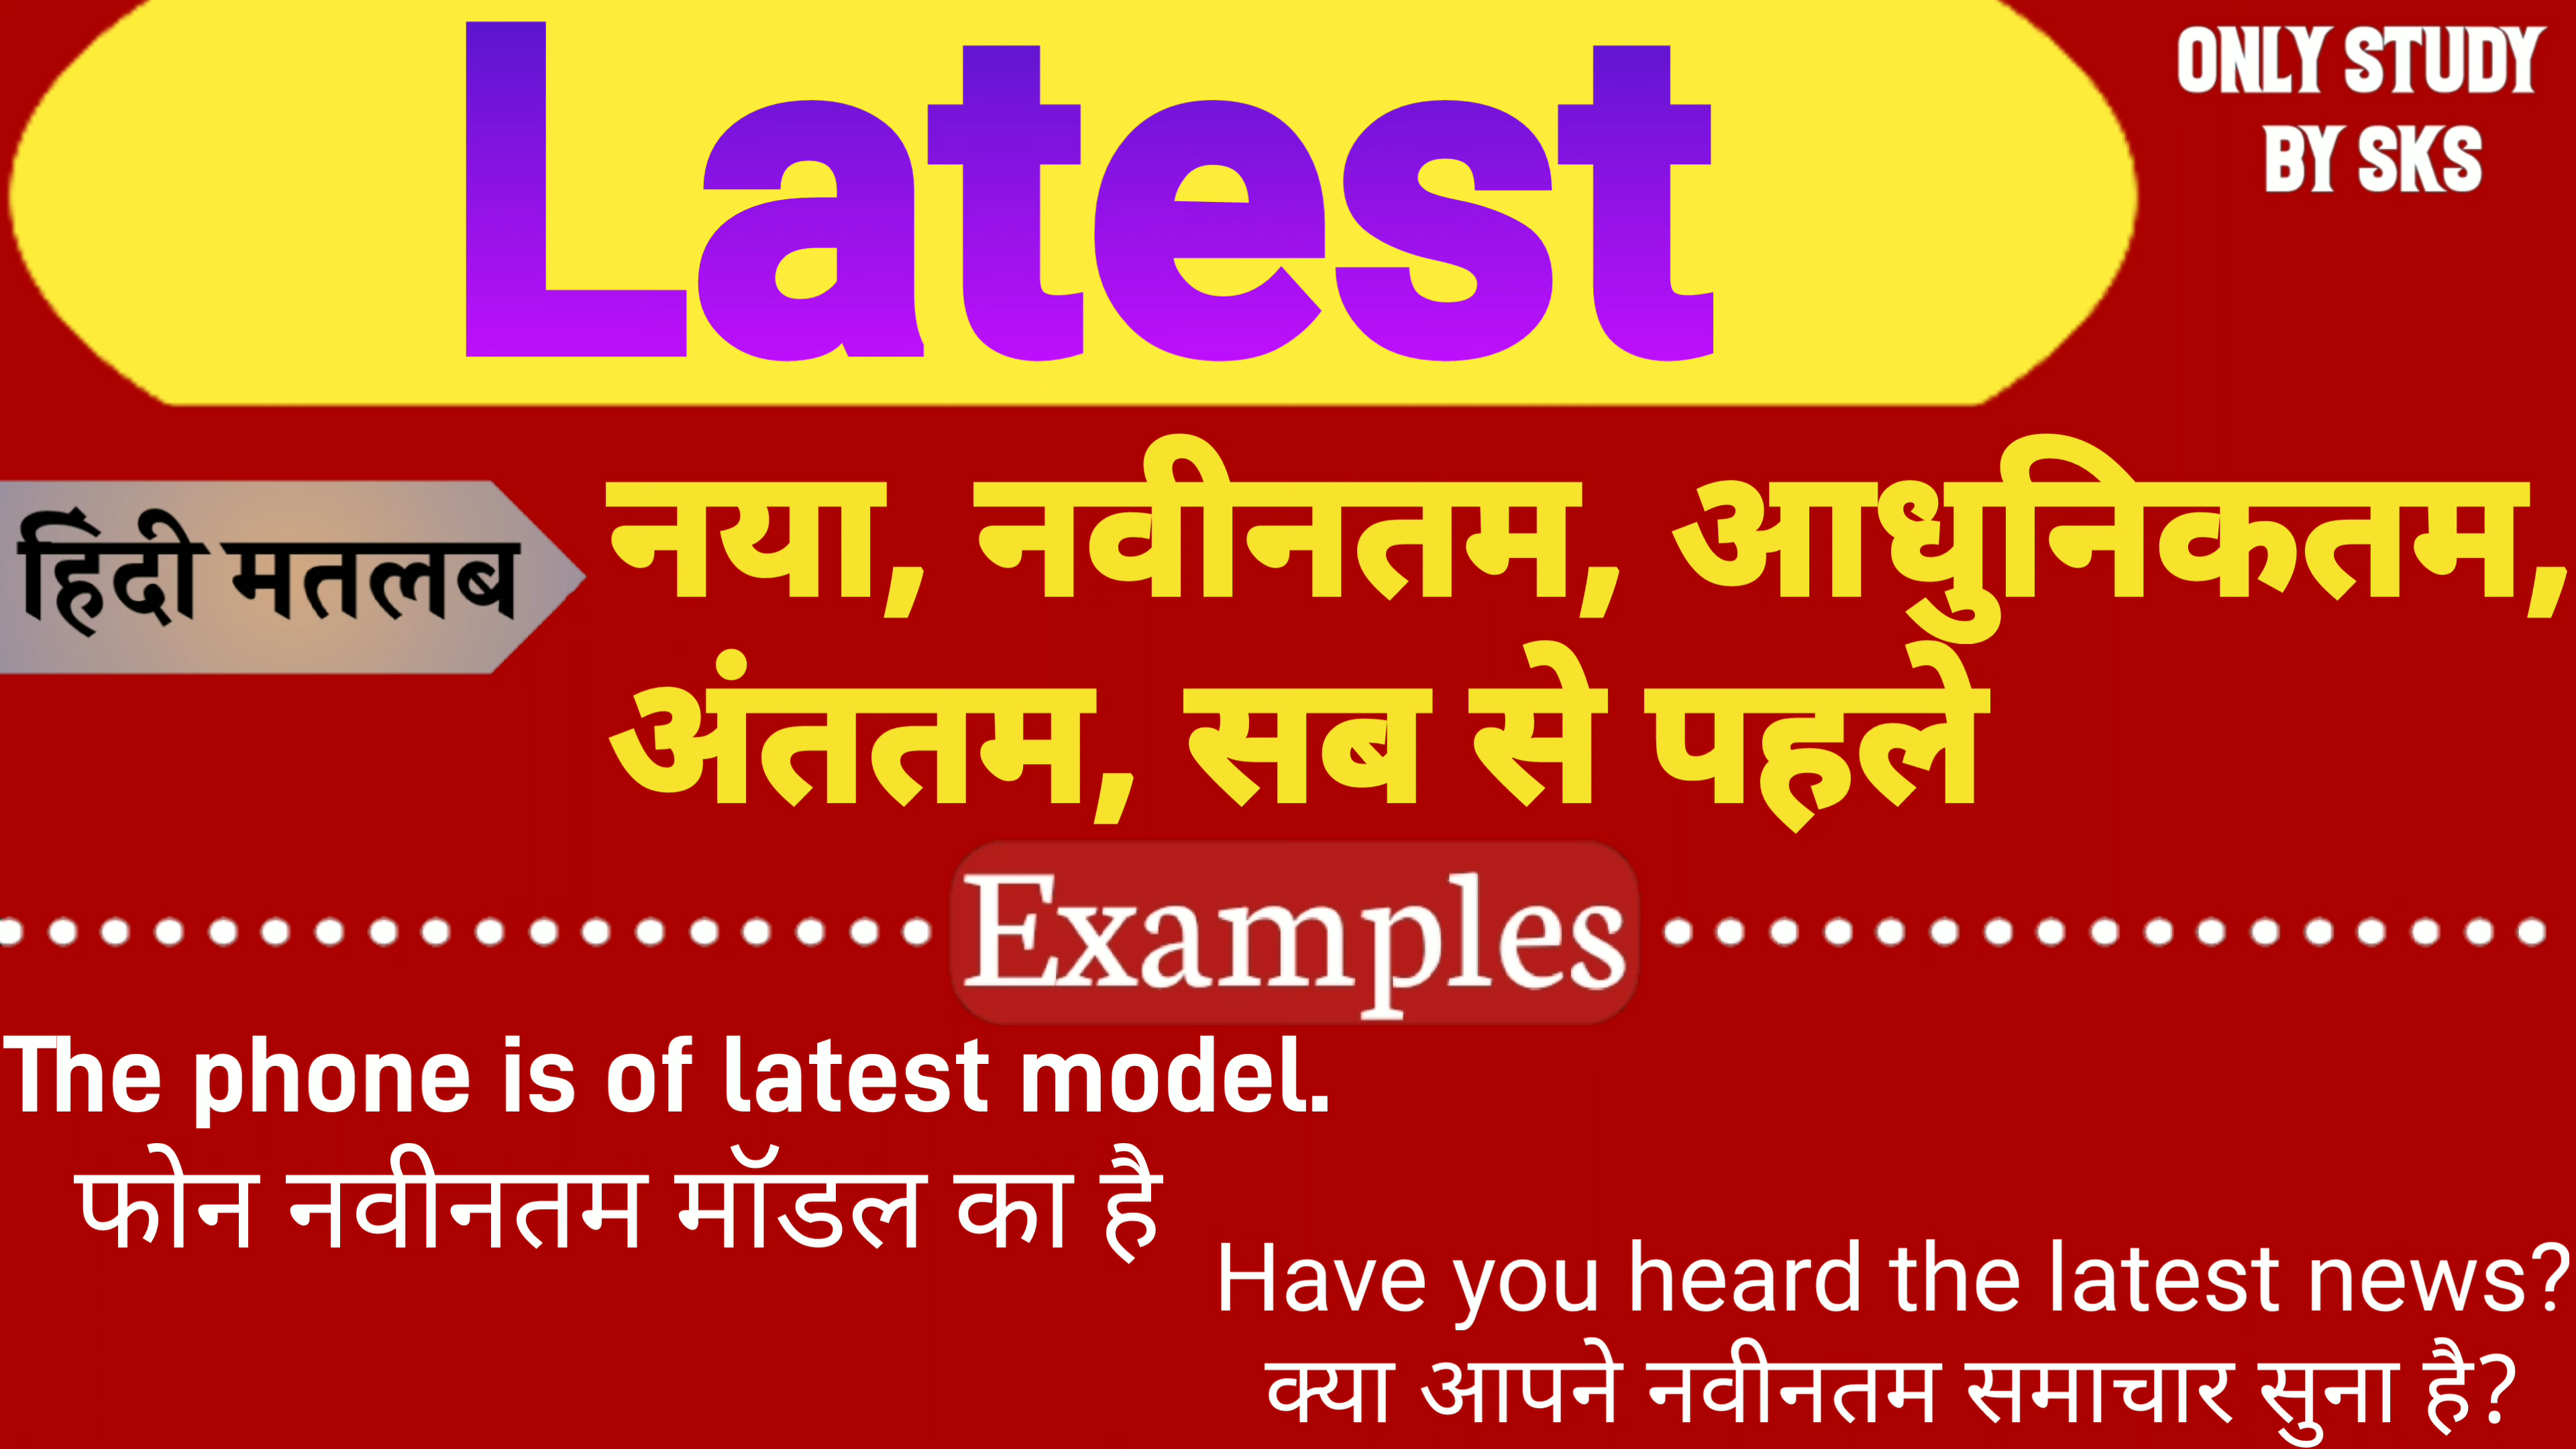 Latest
ONLY STUDY
BY SKS
हिंदी मतलब
नया, नवीनतम, आधुनिकतम,
अंततम, सब से पहले
Examples
The phone is of latest model.
फोन नवीनतम मॉडल का है
Have you heard the latest news?
क्या आपने नवीनतम समाचार सुना है?